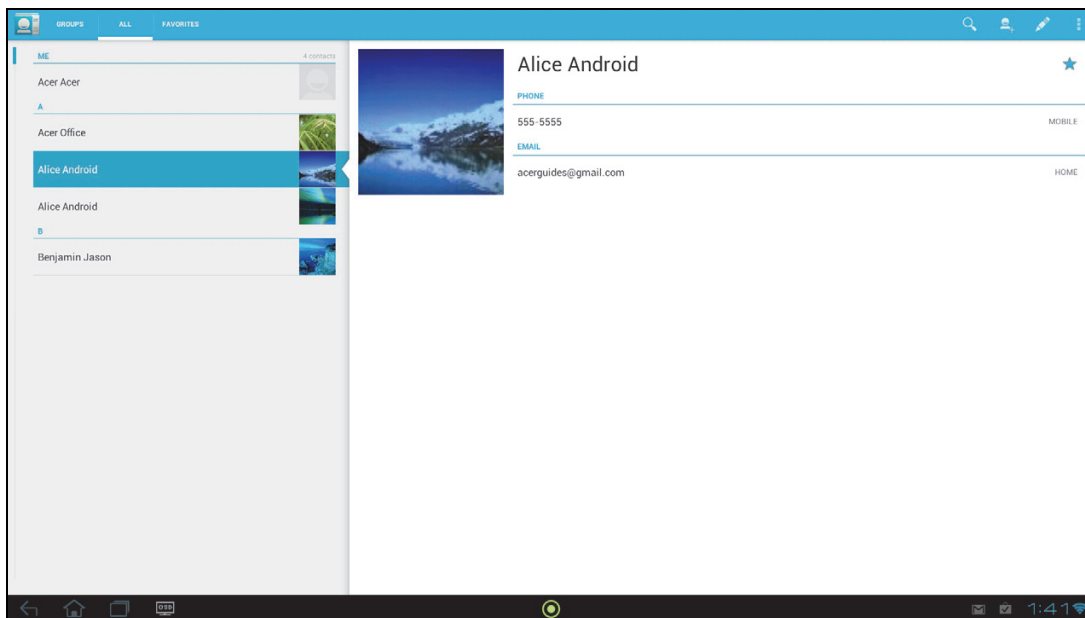 GROUPS ALL FAVORITES
ME 4 contacts
Acer Acer
A
Acer Office
Alice Android
Alice Android
B
Benjamin Jason
Alice Android
PHONE
555-5555 MOBILE
EMAIL
acerguides@gmail.com HOME
OSD
1:41